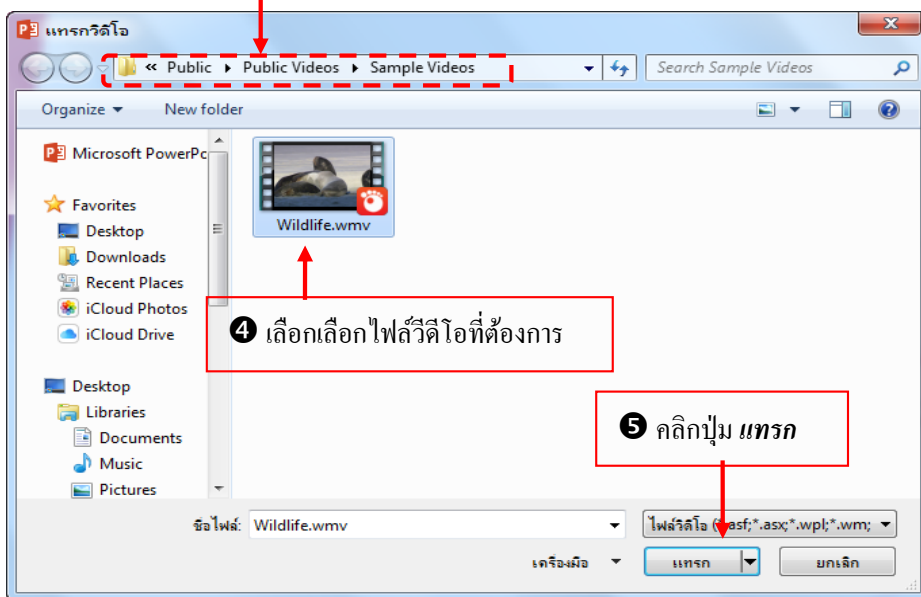 แทรกวิดีโอ
« Public ▸ Public Videos ▸ Sample Videos
Search Sample Videos
Organize ▾ New folder
Microsoft PowerPc
Favorites
Desktop
Downloads
Recent Places
iCloud Photos
iCloud Drive
Desktop
Libraries
Documents
Music
Pictures
Wildlife.wmv
❹ เลือกเลือกไฟล์วีดีโอที่ต้องการ
❺ คลิกปุ่ม แทรก
ชื่อไฟล์: Wildlife.wmv
ไฟล์วิดีโอ (*.asf;*.asx;*.wpl;*.wm;
เครื่องมือ แทรก ยกเลิก